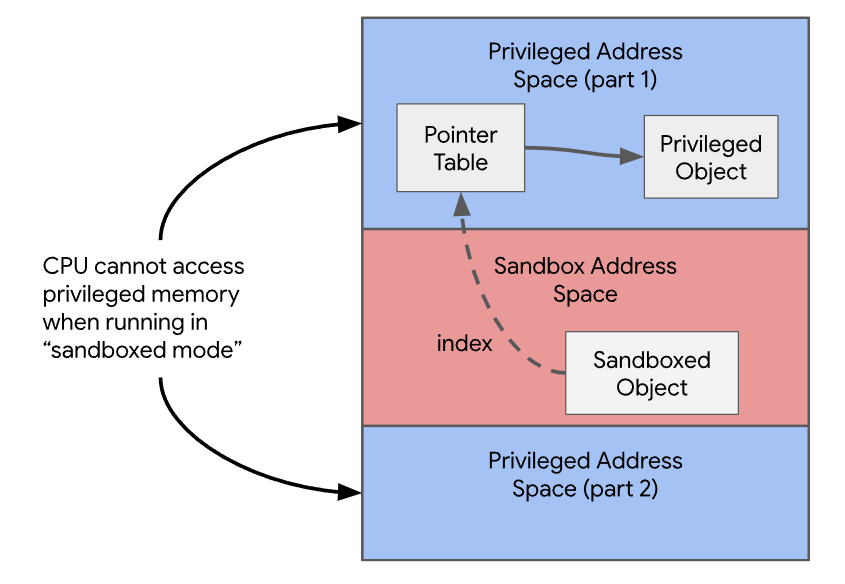 Privileged Address
Space (part 1)
Pointer
Table
Privileged
Object
CPU cannot access
privileged memory
when running in
“sandboxed mode”
Sandbox Address
Space
index
Sandboxed
Object
Privileged Address
Space (part 2)